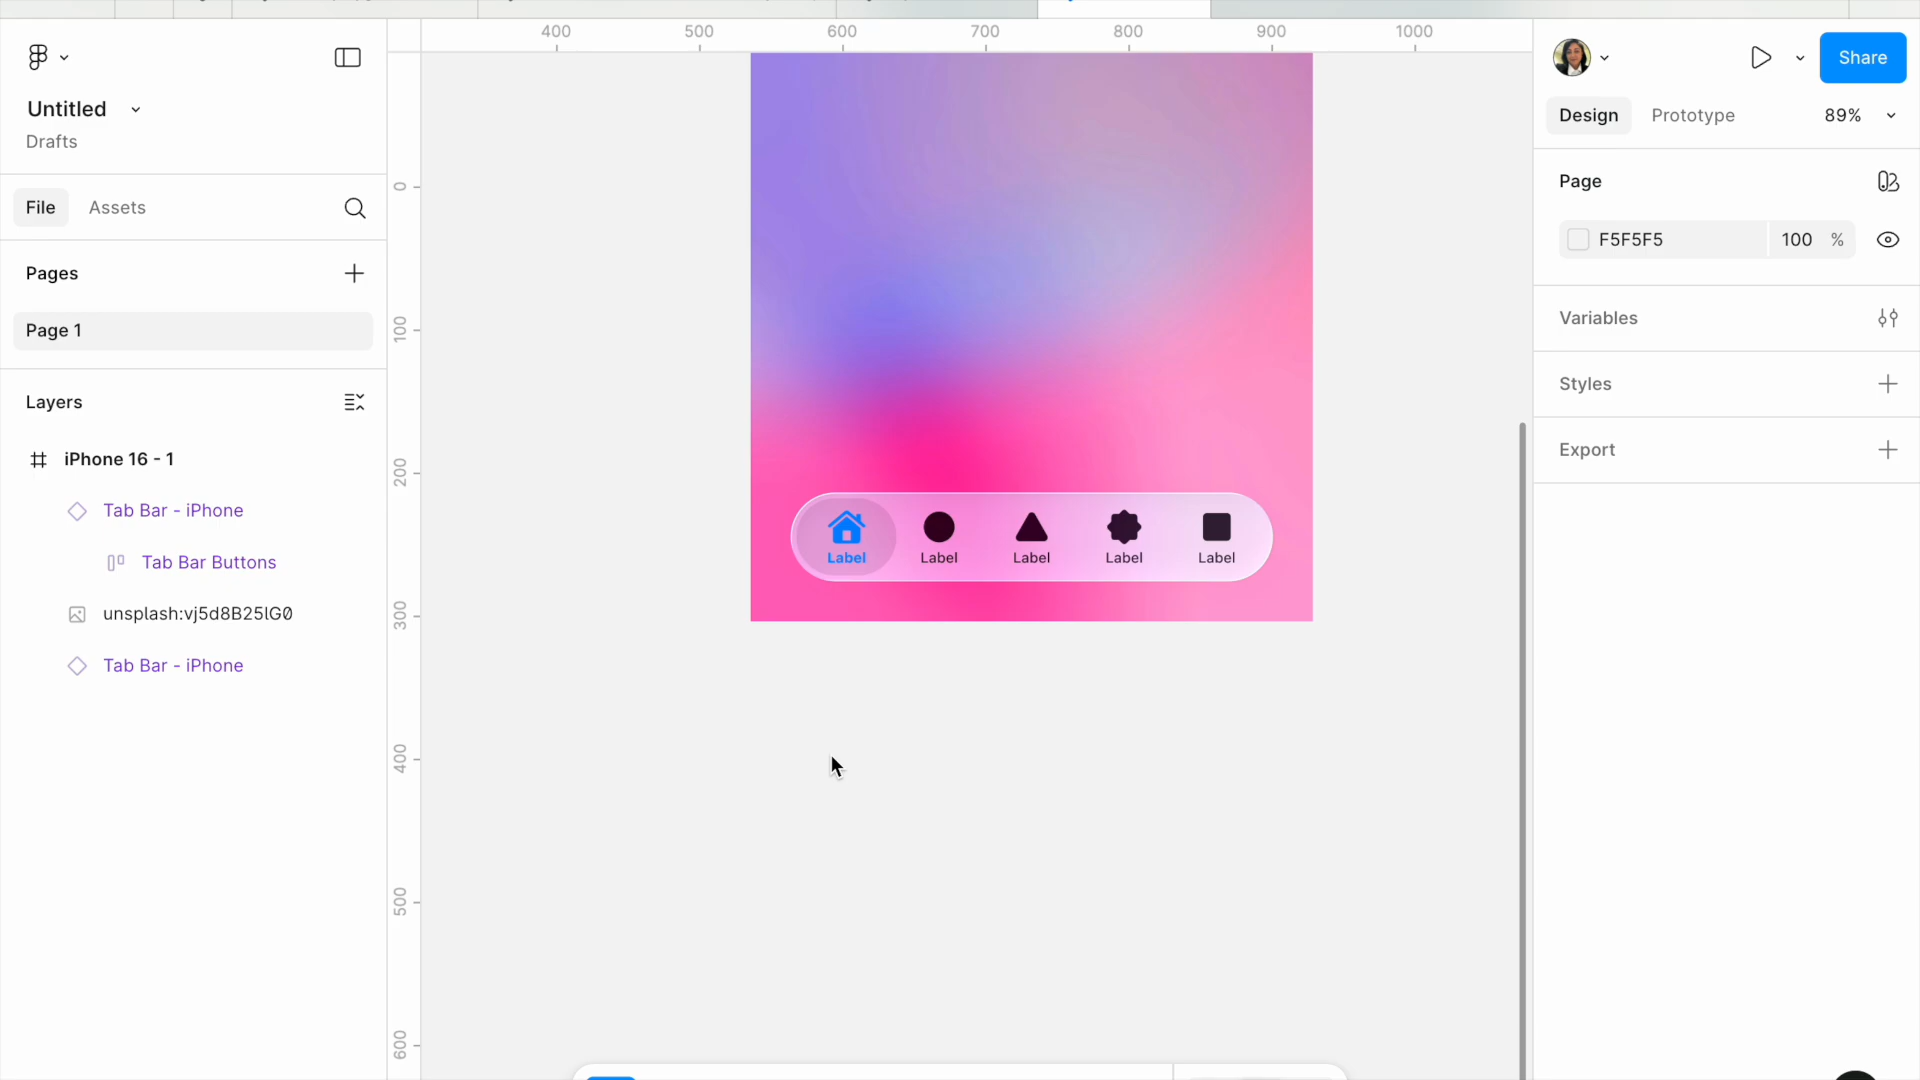 400 500 600 700 800 900 1000
Share
Untitled
Drafts
Design Prototype 89%
File Assets
0
Page
F5F5F5 100 %
Pages
Page 1
100
Variables
Styles
Layers
Export
iPhone 16 - 1
200
Tab Bar - iPhone
Tab Bar Buttons
Label Label Label Label Label
unsplash:vj5d8B25lG0
300
Tab Bar - iPhone
400
500
600